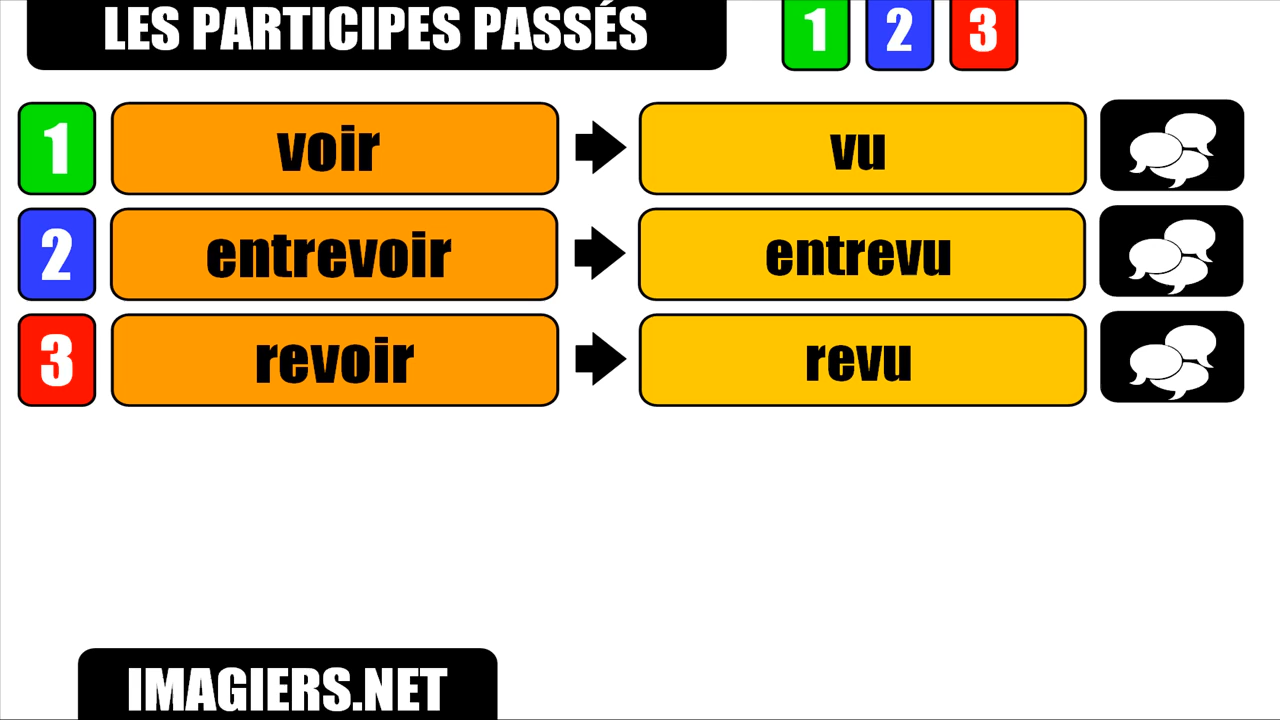 LES PARTICIPES PASSÉS 1 2 3
1 voir vu
2 entrevoir entrevu
3 revoir revu
IMAGIERS.NET